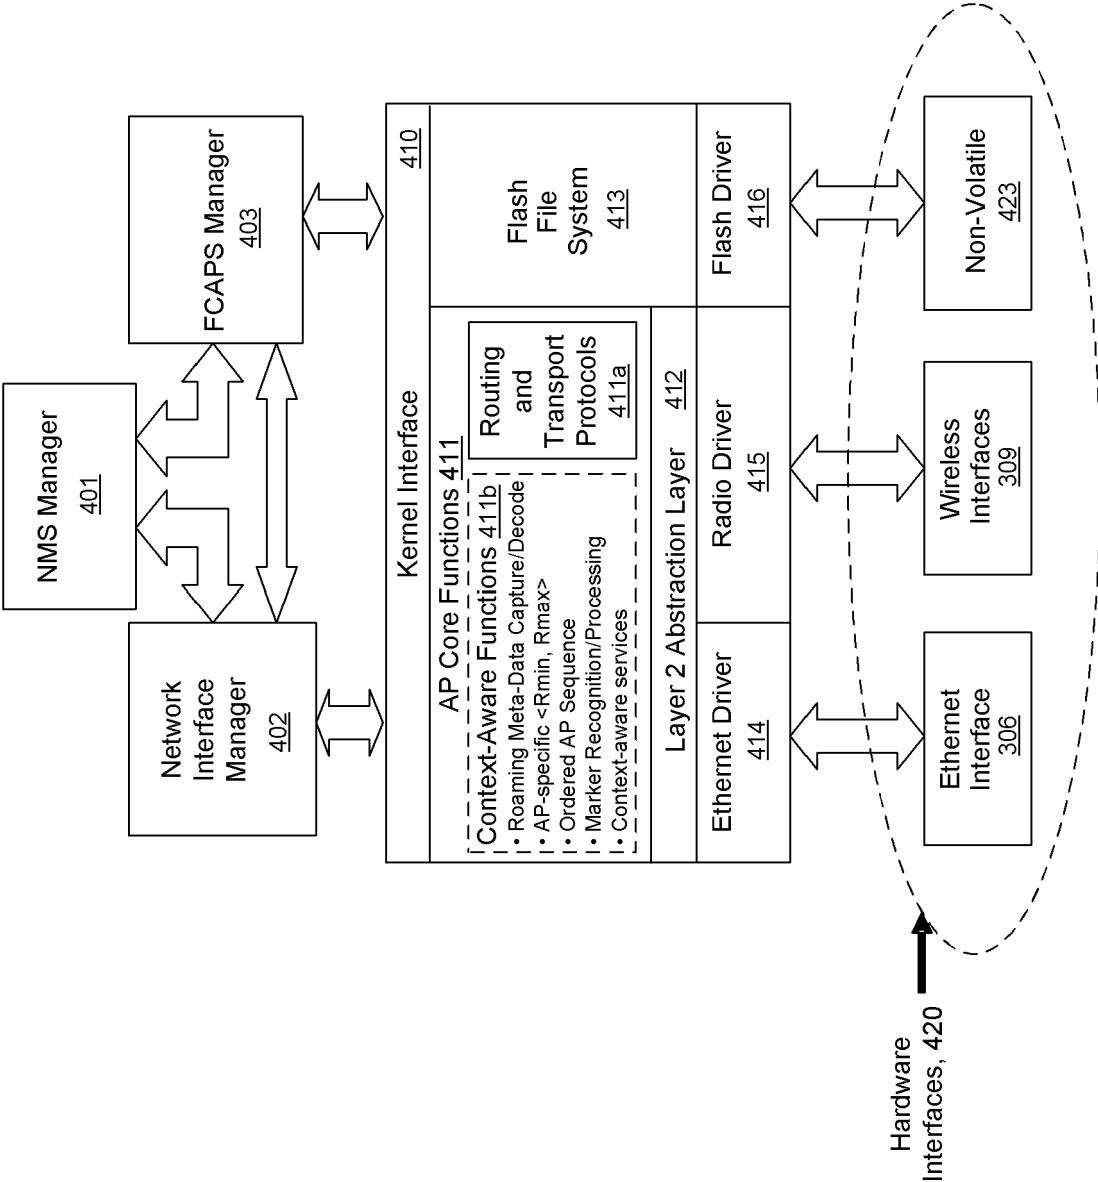 NMS Manager
401
Network
Interface
Manager
402
FCAPS Manager
403
Kernel Interface
410
AP Core Functions 411
Context-Aware Functions 411b
• Roaming Meta-Data Capture/Decode
• AP-specific <Rmin, Rmax>
• Ordered AP Sequence
• Marker Recognition/Processing
• Context-aware services
Routing
and
Transport
Protocols
411a
Flash
File
System
413
Layer 2 Abstraction Layer 412
Ethernet Driver
414
Radio Driver
415
Flash Driver
416
Hardware
Interfaces, 420
Ethernet
Interface
306
Wireless
Interfaces
309
Non-Volatile
423